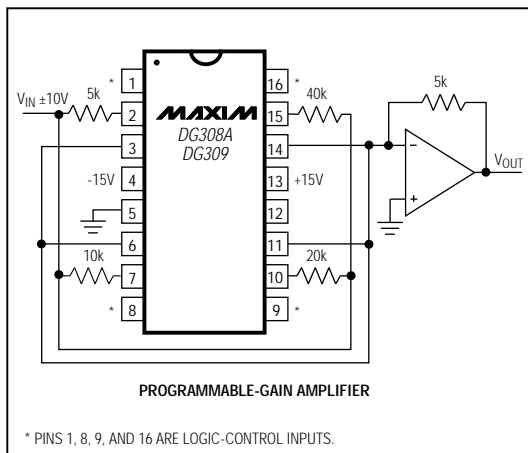 * 1 16 *
V_IN ±10V 5k 2 MAXIM 15 40k 5k
3 DG308A 14 −
DG309
-15V 4 13 +15V V_OUT
5 12 +
6 11
10k 7 10 20k
* 8 9 *
PROGRAMMABLE-GAIN AMPLIFIER
* PINS 1, 8, 9, AND 16 ARE LOGIC-CONTROL INPUTS.